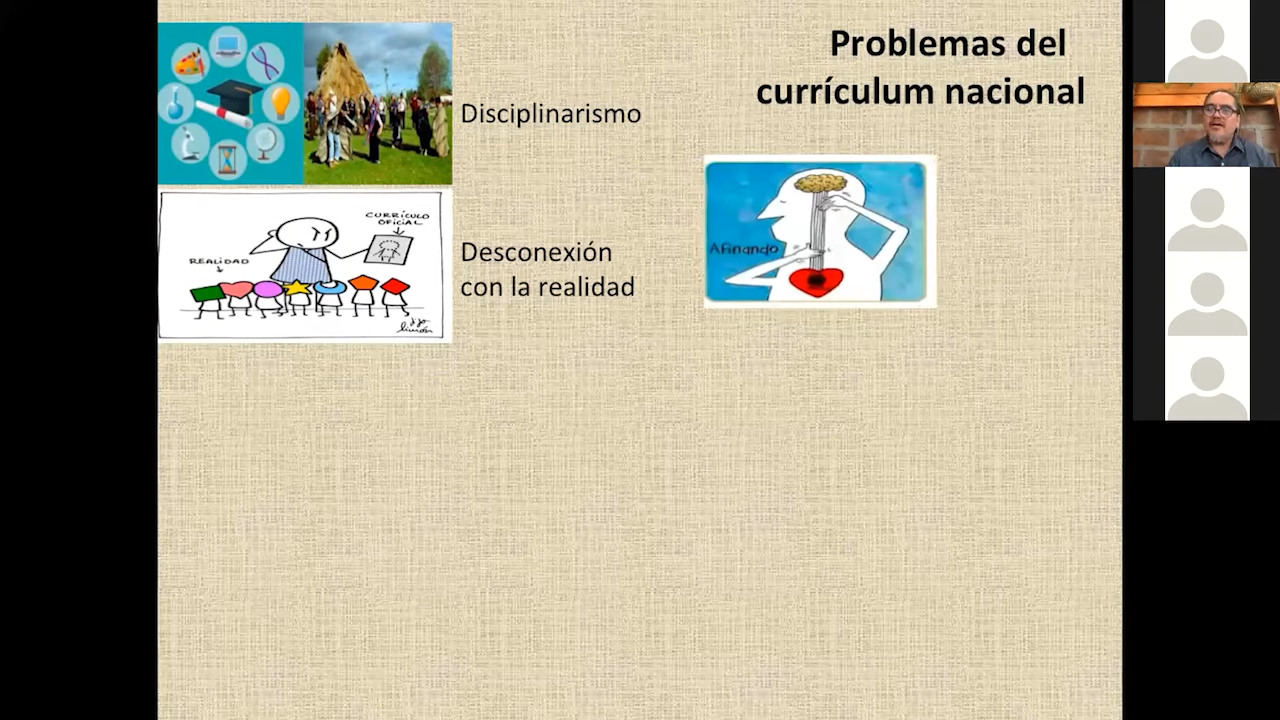 Problemas del
currículum nacional
Disciplinarismo
CURRÍCULO
OFICIAL
REALIDAD
Desconexión
con la realidad
Afinando